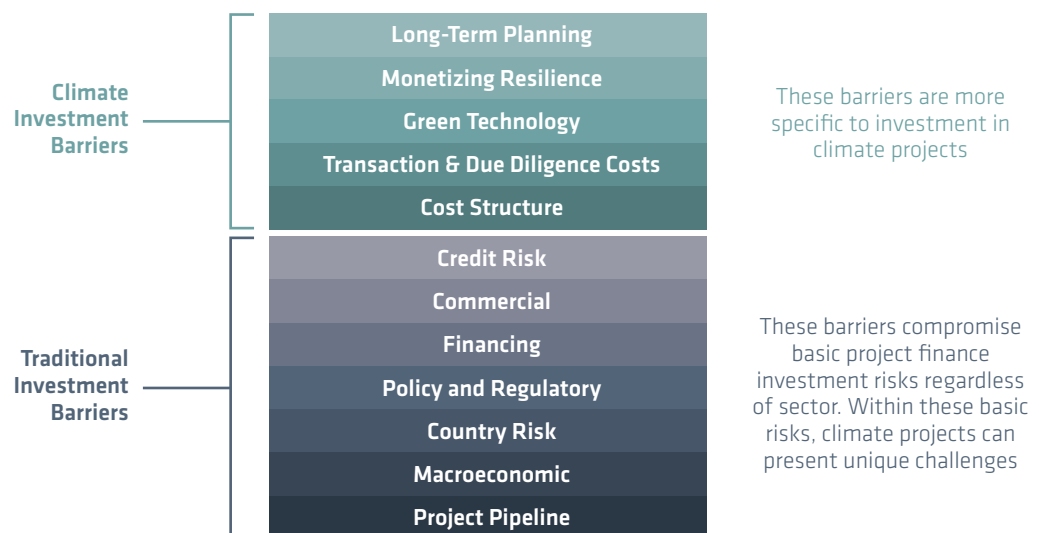 Climate
Investment
Barriers
Long-Term Planning
Monetizing Resilience
Green Technology
Transaction & Due Diligence Costs
Cost Structure
These barriers are more
specific to investment in
climate projects
Traditional
Investment
Barriers
Credit Risk
Commercial
Financing
Policy and Regulatory
Country Risk
Macroeconomic
Project Pipeline
These barriers compromise
basic project finance
investment risks regardless
of sector. Within these basic
risks, climate projects can
present unique challenges